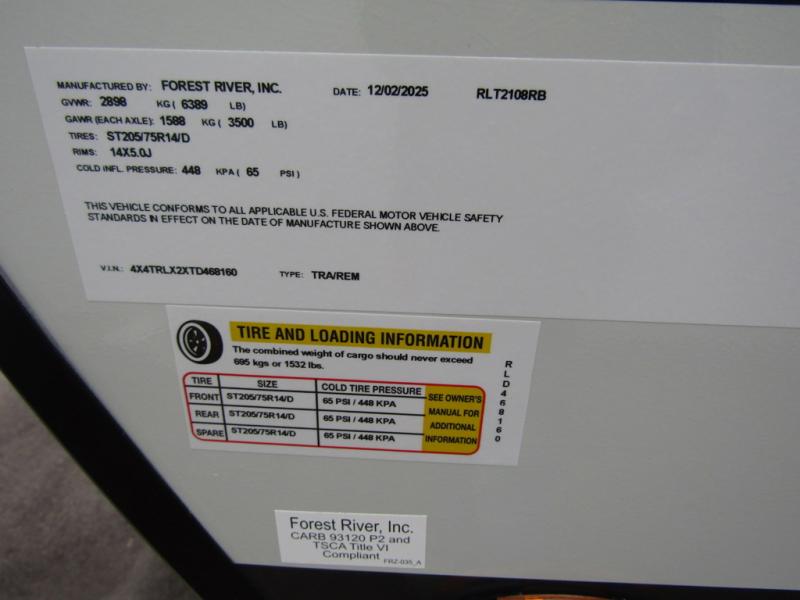 MANUFACTURED BY: FOREST RIVER, INC. DATE: 12/02/2025 RLT2108RB
GVWR: 2898 KG ( 6389 LB)
GAWR (EACH AXLE): 1588 KG ( 3500 LB)
TIRES: ST205/75R14/D
RIMS: 14X5.0J
COLD INFL. PRESSURE: 448 KPA ( 65 PSI )
THIS VEHICLE CONFORMS TO ALL APPLICABLE U.S. FEDERAL MOTOR VEHICLE SAFETY
STANDARDS IN EFFECT ON THE DATE OF MANUFACTURE SHOWN ABOVE.
V.I.N.: 4X4TRLX2XTD468160 TYPE: TRA/REM
TIRE AND LOADING INFORMATION
The combined weight of cargo should never exceed
695 kgs or 1532 lbs.
TIRE SIZE COLD TIRE PRESSURE
FRONT ST205/75R14/D 65 PSI / 448 KPA
REAR ST205/75R14/D 65 PSI / 448 KPA
SPARE ST205/75R14/D 65 PSI / 448 KPA
SEE OWNER'S
MANUAL FOR
ADDITIONAL
INFORMATION
RLD468160
Forest River, Inc.
CARB 93120 P2 and
TSCA Title VI
Compliant
FRZ-035_A